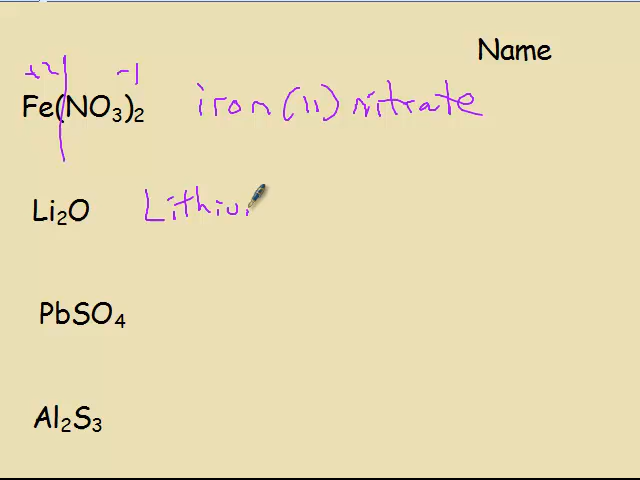 Name
+2 -1
Fe(NO₃)₂ iron (II) nitrate
Li₂O Lithiu
PbSO₄
Al₂S₃